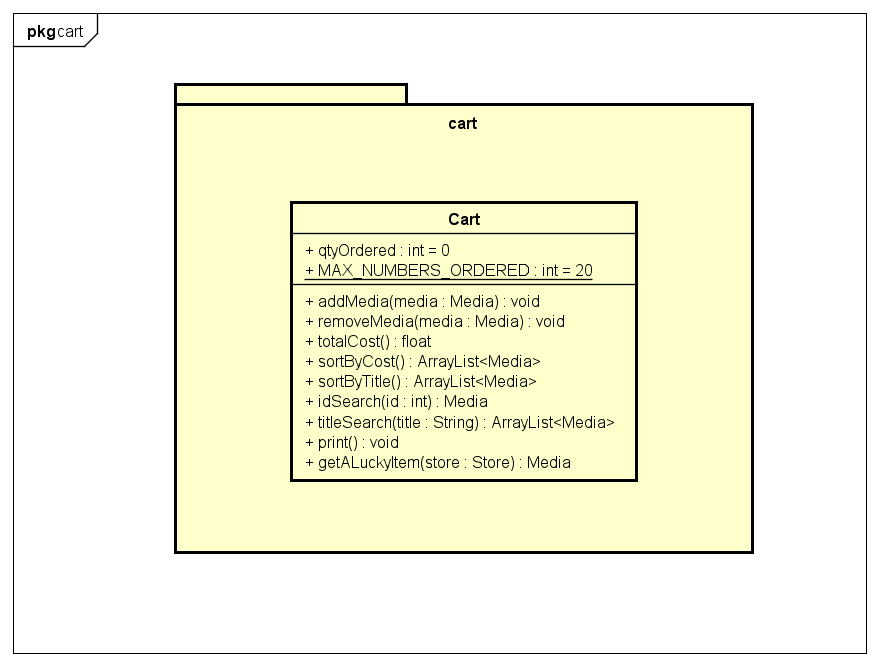 pkg cart
cart
Cart
+ qtyOrdered : int = 0
+ MAX_NUMBERS_ORDERED : int = 20
+ addMedia(media : Media) : void
+ removeMedia(media : Media) : void
+ totalCost() : float
+ sortByCost() : ArrayList<Media>
+ sortByTitle() : ArrayList<Media>
+ idSearch(id : int) : Media
+ titleSearch(title : String) : ArrayList<Media>
+ print() : void
+ getALuckyItem(store : Store) : Media